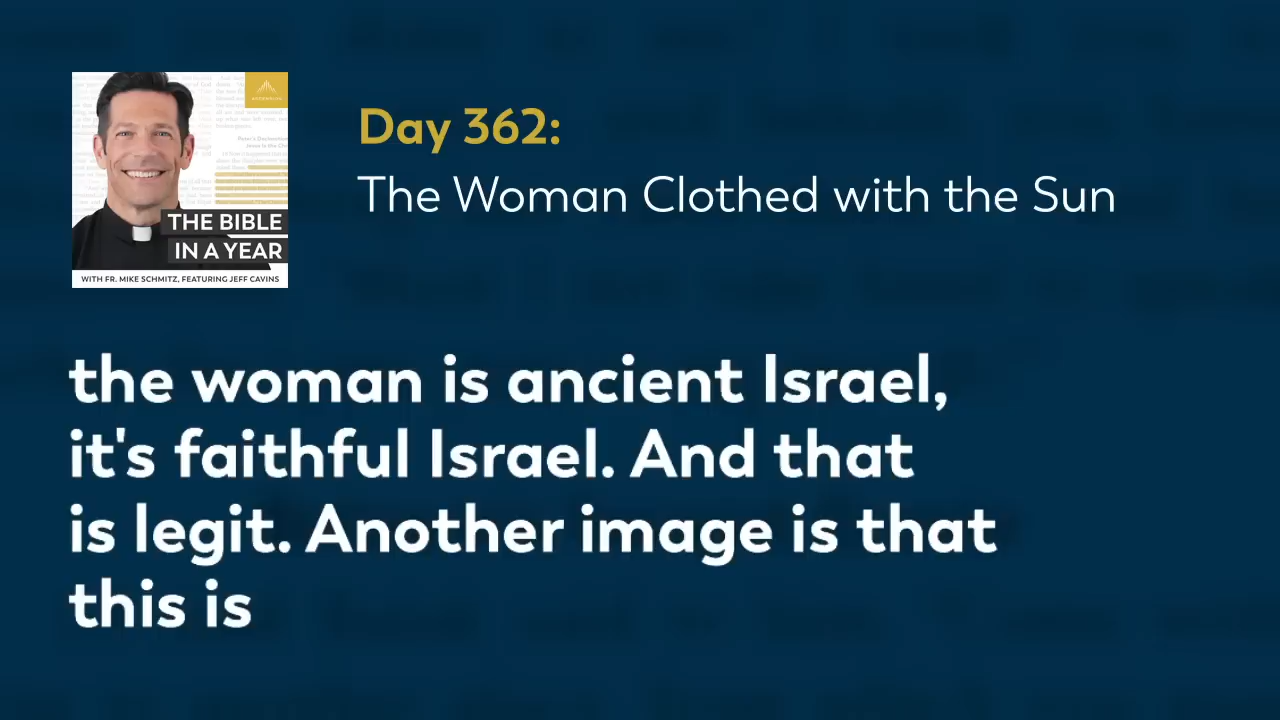 THE BIBLE
IN A YEAR
WITH FR. MIKE SCHMITZ, FEATURING JEFF CAVINS
Day 362:
The Woman Clothed with the Sun
the woman is ancient Israel,
it's faithful Israel. And that
is legit. Another image is that
this is